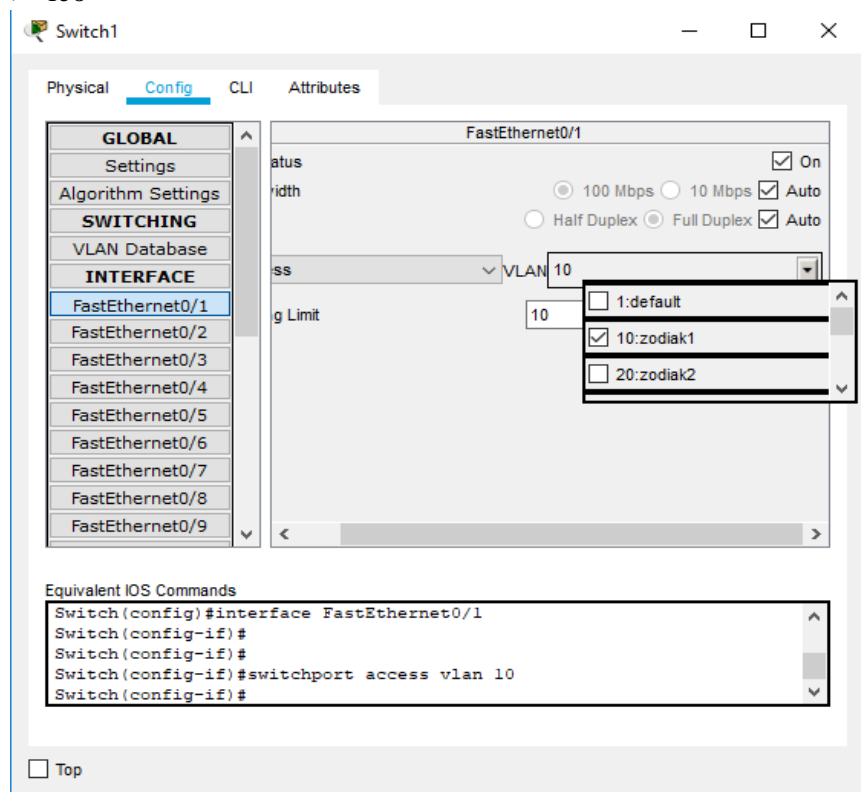 Switch1
Physical Config CLI Attributes
GLOBAL
Settings
Algorithm Settings
SWITCHING
VLAN Database
INTERFACE
FastEthernet0/1
FastEthernet0/2
FastEthernet0/3
FastEthernet0/4
FastEthernet0/5
FastEthernet0/6
FastEthernet0/7
FastEthernet0/8
FastEthernet0/9
FastEthernet0/1
atus On
idth 100 Mbps 10 Mbps Auto
Half Duplex Full Duplex Auto
ss VLAN 10
g Limit 10
1:default
10:zodiak1
20:zodiak2
Equivalent IOS Commands
Switch(config)#interface FastEthernet0/1
Switch(config-if)#
Switch(config-if)#
Switch(config-if)#switchport access vlan 10
Switch(config-if)#
Top